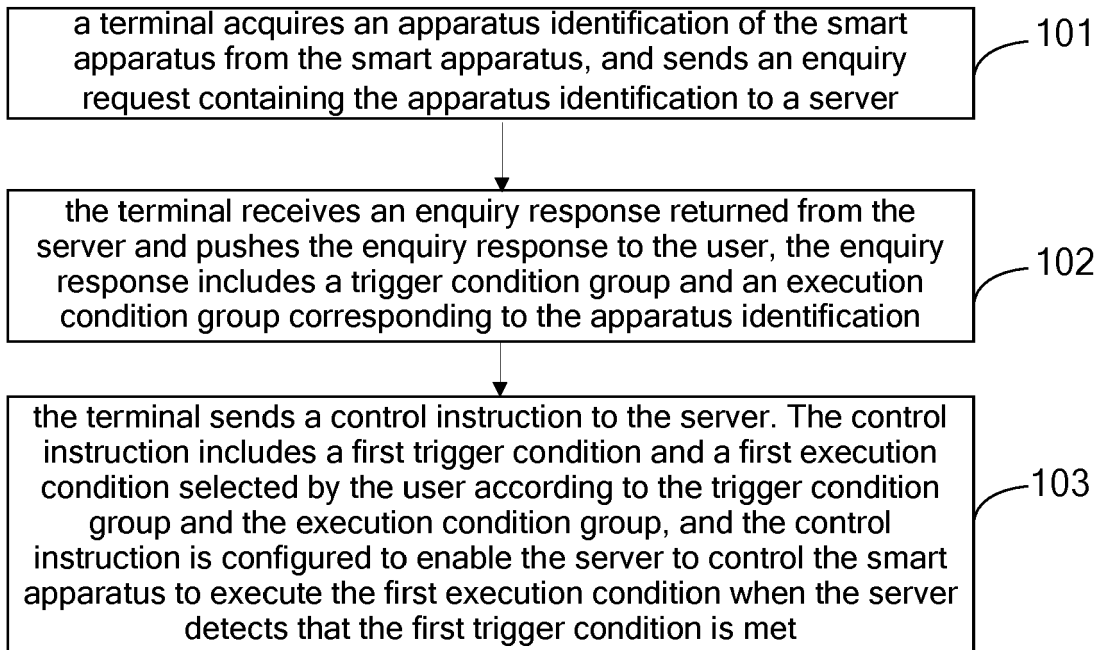 a terminal acquires an apparatus identification of the smart
apparatus from the smart apparatus, and sends an enquiry
request containing the apparatus identification to a server
101
the terminal receives an enquiry response returned from the
server and pushes the enquiry response to the user, the enquiry
response includes a trigger condition group and an execution
condition group corresponding to the apparatus identification
102
the terminal sends a control instruction to the server. The control
instruction includes a first trigger condition and a first execution
condition selected by the user according to the trigger condition
group and the execution condition group, and the control
instruction is configured to enable the server to control the smart
apparatus to execute the first execution condition when the server
detects that the first trigger condition is met
103